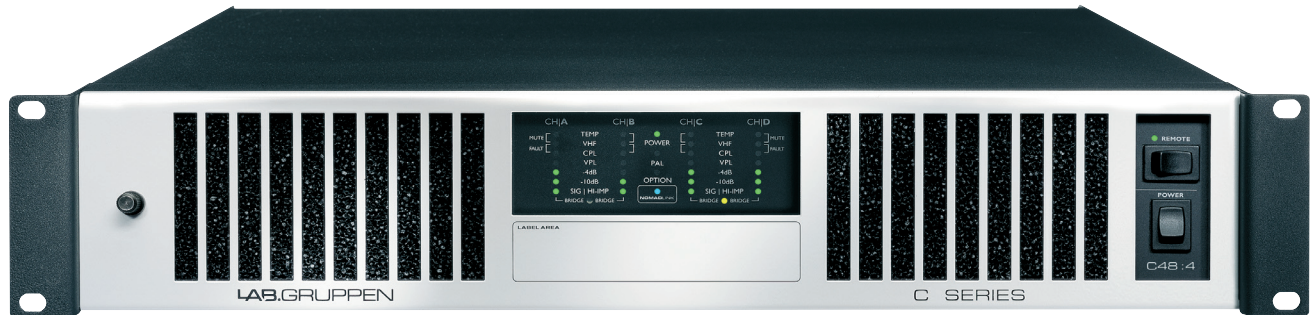 CH|A CH|B CH|C CH|D
MUTE TEMP TEMP MUTE
FAULT VHF POWER VHF FAULT
CPL CPL
VPL PAL VPL
-4dB -4dB
-10dB OPTION -10dB
SIG | HI-IMP NOMADLINK SIG | HI-IMP
BRIDGE BRIDGE BRIDGE BRIDGE
REMOTE
POWER
C48:4
LABEL AREA
LAB.GRUPPEN
C SERIES